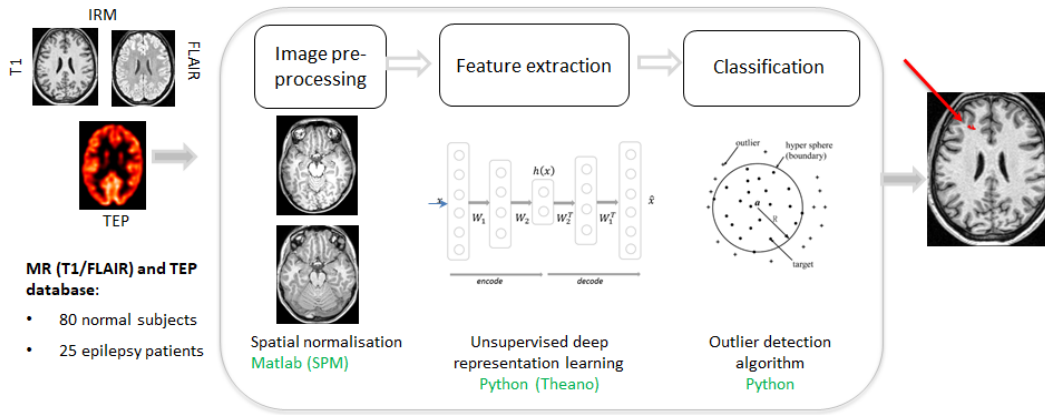 IRM
T1
FLAIR
TEP
MR (T1/FLAIR) and TEP
database:
• 80 normal subjects
• 25 epilepsy patients
Image pre-
processing
Feature extraction
Classification
Spatial normalisation
Matlab (SPM)
x
W₁
W₂
h(x)
W₂ᵀ
W₁ᵀ
x̂
encode
decode
Unsupervised deep
representation learning
Python (Theano)
outlier
hyper sphere
(boundary)
a
R
target
Outlier detection
algorithm
Python